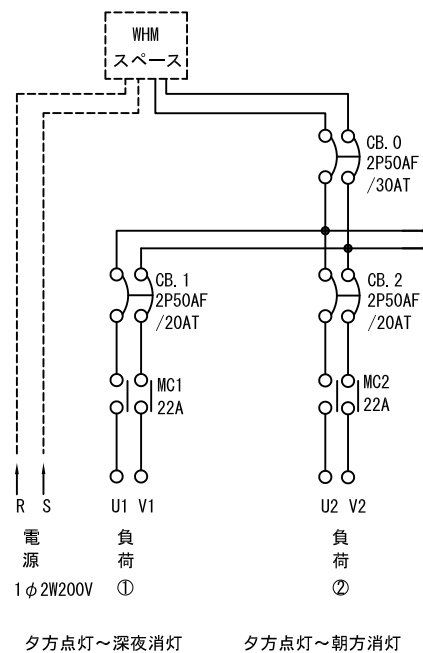 WHM
スペース
CB. 0
2P50AF
/30AT
CB. 1
2P50AF
/20AT
CB. 2
2P50AF
/20AT
MC1
22A
MC2
22A
R S
U1 V1
U2 V2
電源
1φ2W200V
負荷
①
負荷
②
夕方点灯～深夜消灯
夕方点灯～朝方消灯